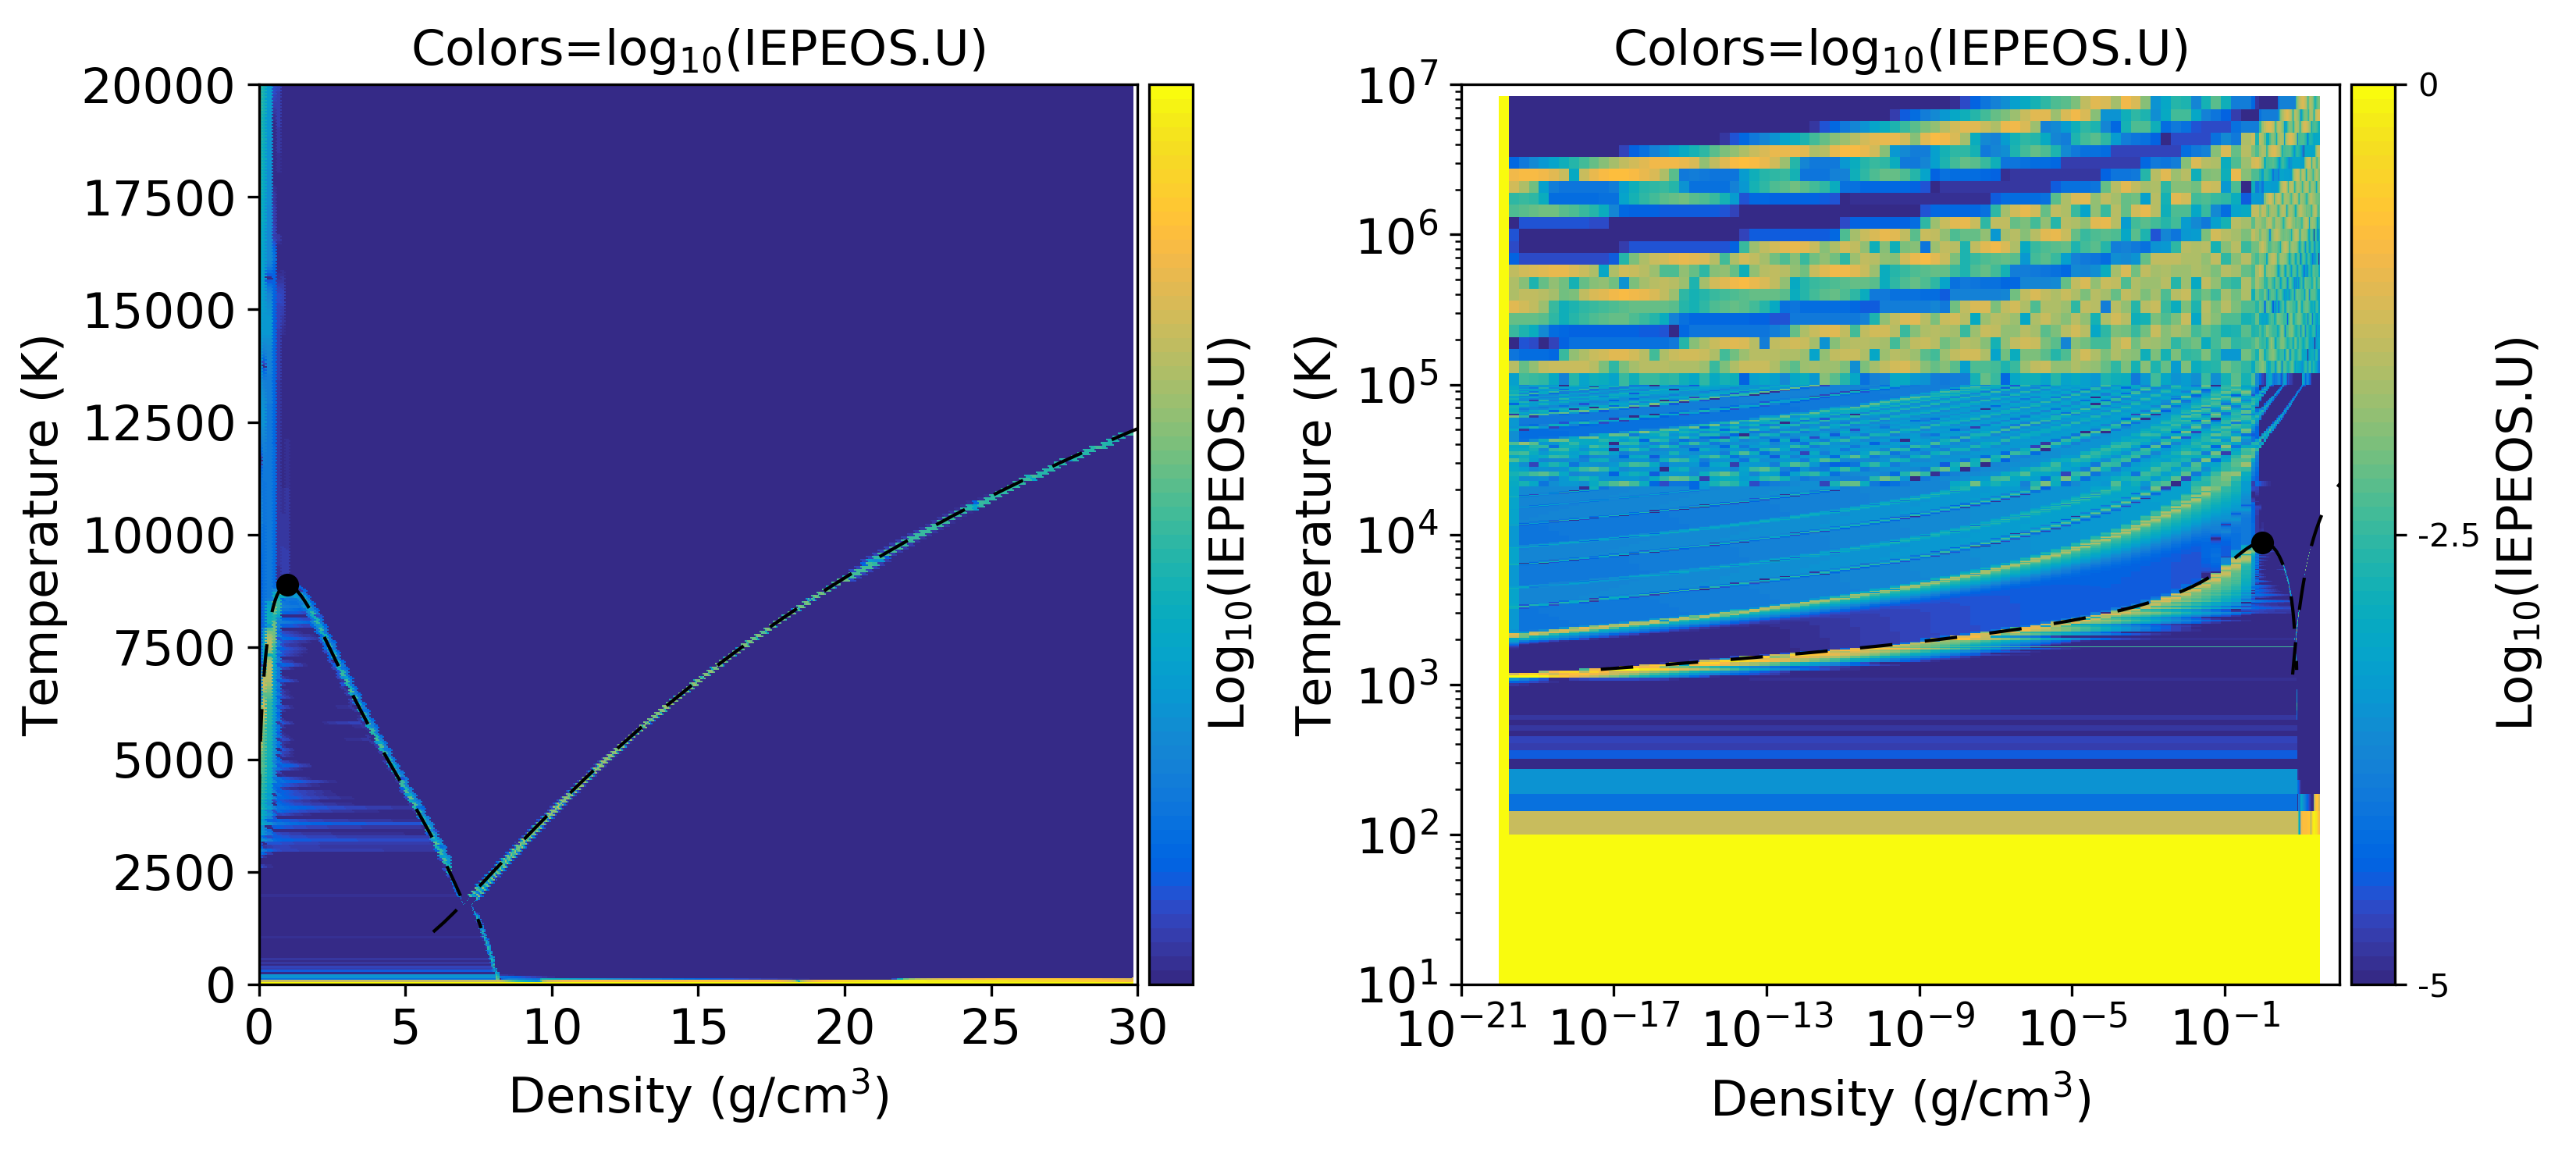 Colors=log₁₀(IEPEOS.U)
Temperature (K)
20000
17500
15000
12500
10000
7500
5000
2500
0
0 5 10 15 20 25 30
Density (g/cm³)
Log₁₀(IEPEOS.U)
Colors=log₁₀(IEPEOS.U)
Temperature (K)
10⁷
10⁶
10⁵
10⁴
10³
10²
10¹
10⁻²¹ 10⁻¹⁷ 10⁻¹³ 10⁻⁹ 10⁻⁵ 10⁻¹
Density (g/cm³)
0
-2.5
-5
Log₁₀(IEPEOS.U)